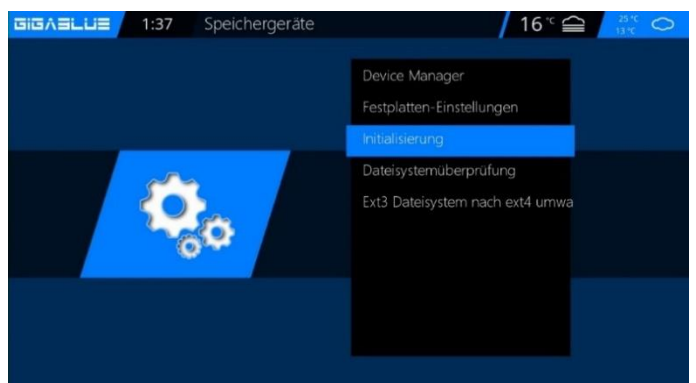 GIGABLUE 1:37 Speichergeräte 16 °C 25 °C
13 °C
Device Manager
Festplatten-Einstellungen
Initialisierung
Dateisystemüberprüfung
Ext3 Dateisystem nach ext4 umwa